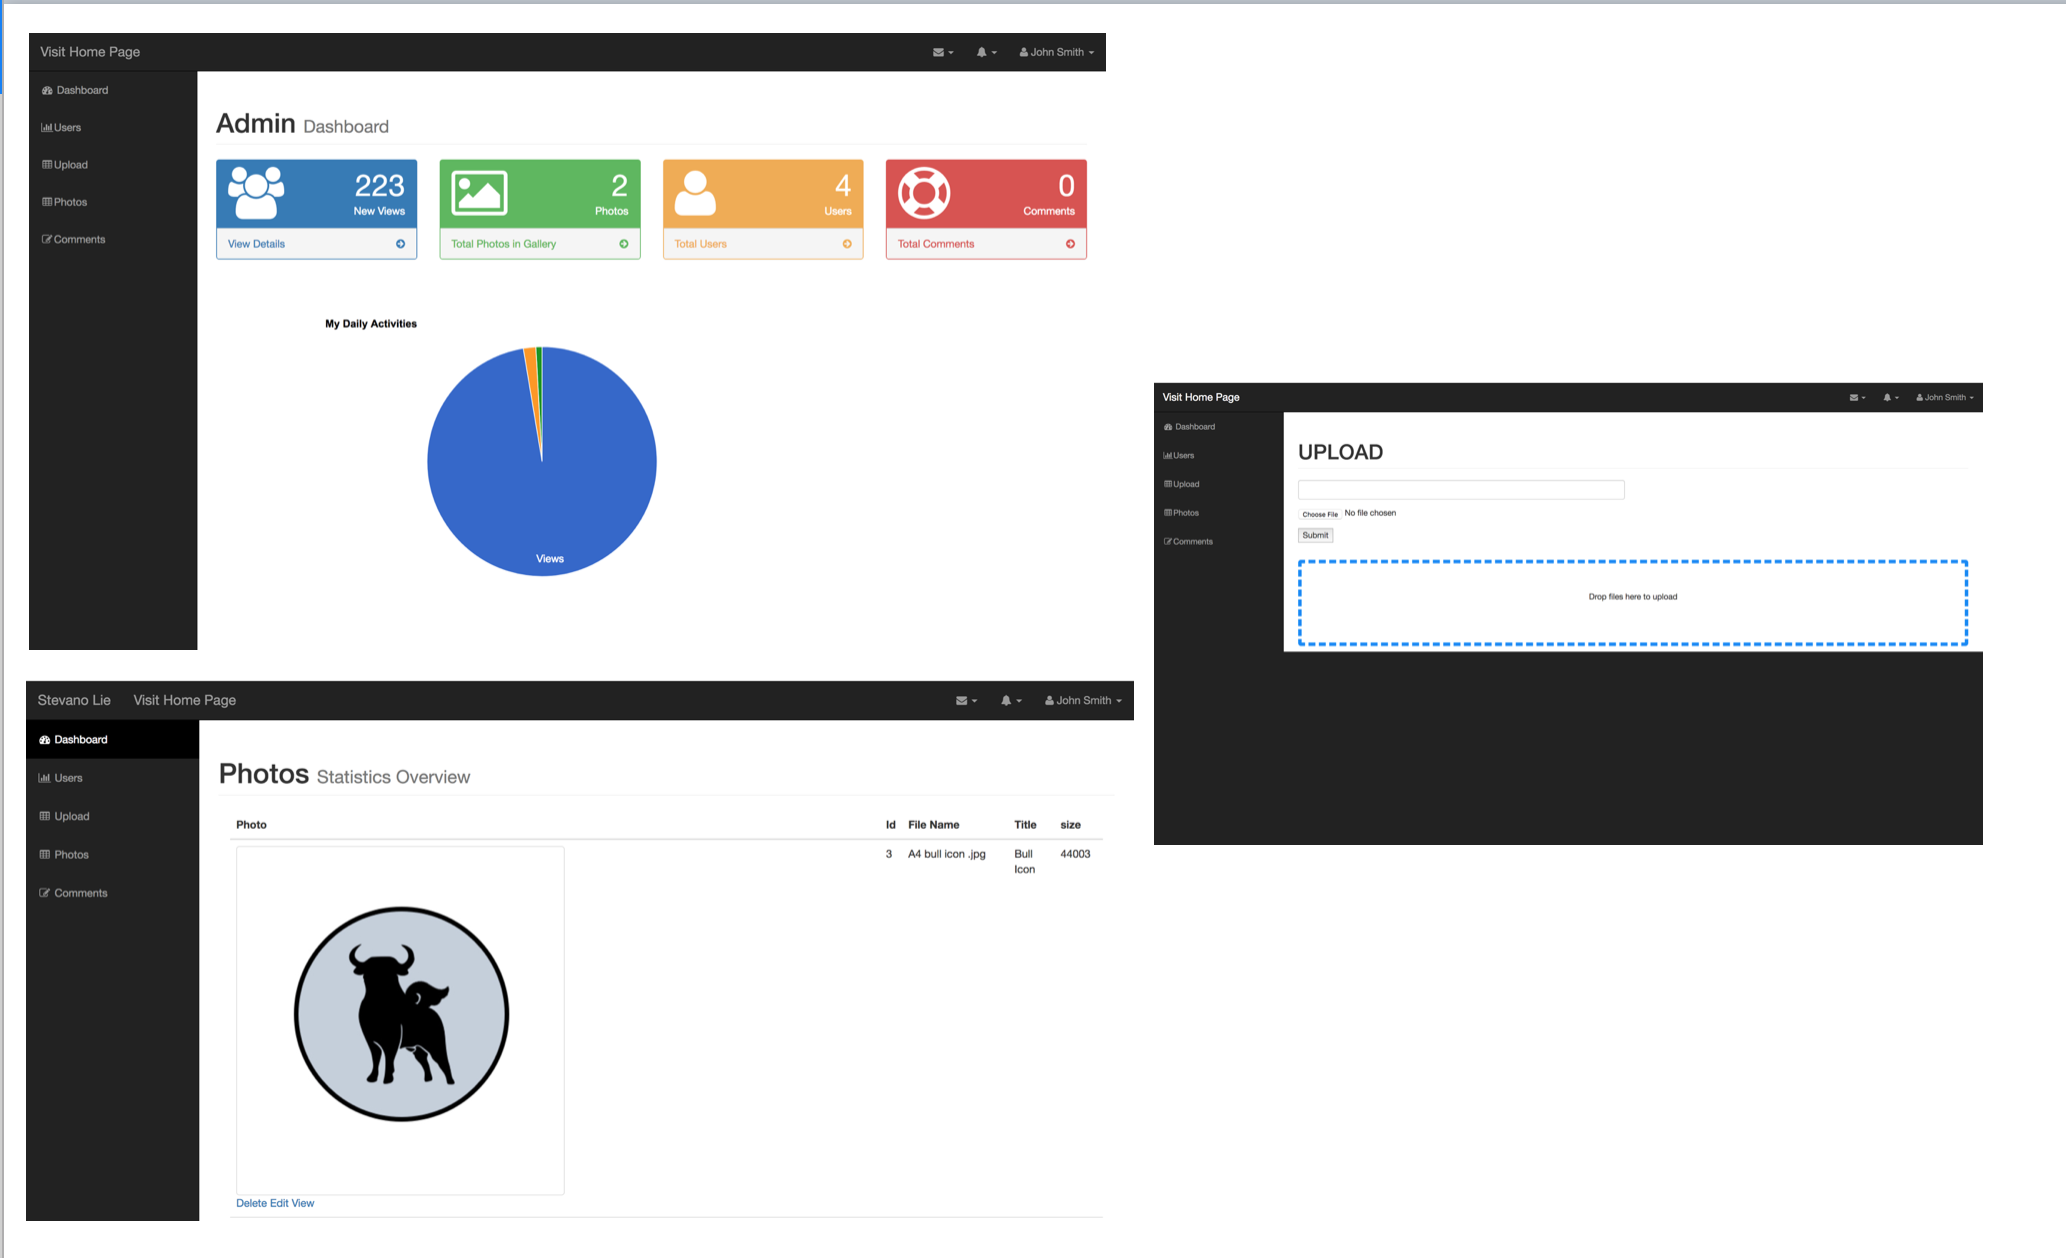 Visit Home Page
John Smith
Dashboard
Users
Upload
Photos
Comments
Admin Dashboard
223
New Views
View Details
2
Photos
Total Photos in Gallery
4
Users
Total Users
0
Comments
Total Comments
My Daily Activities
Views
Visit Home Page
John Smith
Dashboard
Users
Upload
Photos
Comments
UPLOAD
Choose File No file chosen
Submit
Drop files here to upload
Stevano Lie Visit Home Page
John Smith
Dashboard
Users
Upload
Photos
Comments
Photos Statistics Overview
Photo Id File Name Title size
3 A4 bull icon .jpg Bull 44003
Icon
Delete Edit View